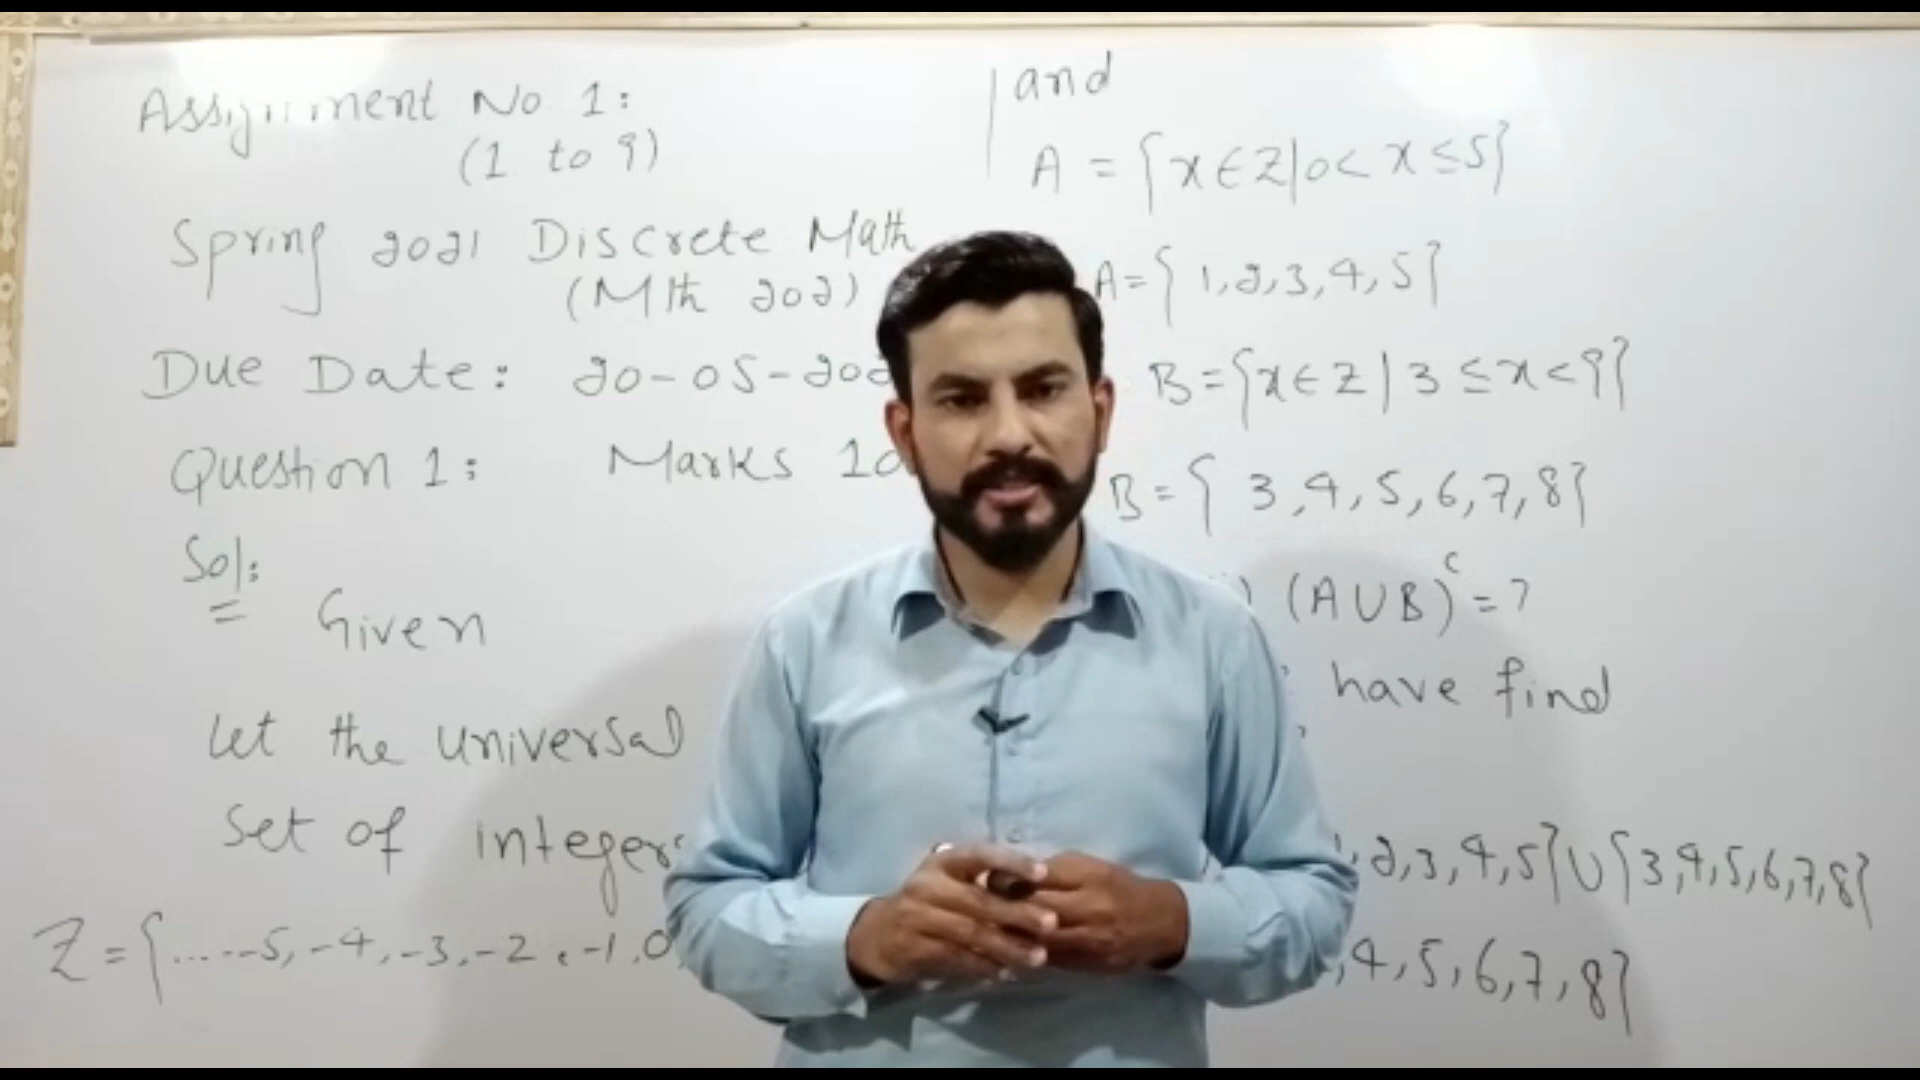 Assignment No. 1:
(1 to 9)
Spring 2021 Discrete Math
(Mth 202)
Due Date: 20-05-202
Question 1: Marks 10
Sol:
Given
Let the universal
Set of integers
Z = {.....-5, -4, -3, -2, -1, 0,
and
A = {x ∈ Z | 0 < x ≤ 5}
A = { 1, 2, 3, 4, 5}
B = {x ∈ Z | 3 ≤ x < 9}
B = { 3, 4, 5, 6, 7, 8}
) (A ∪ B)ᶜ = ?
have find
, 2, 3, 4, 5} ∪ {3, 4, 5, 6, 7, 8}
, 4, 5, 6, 7, 8}